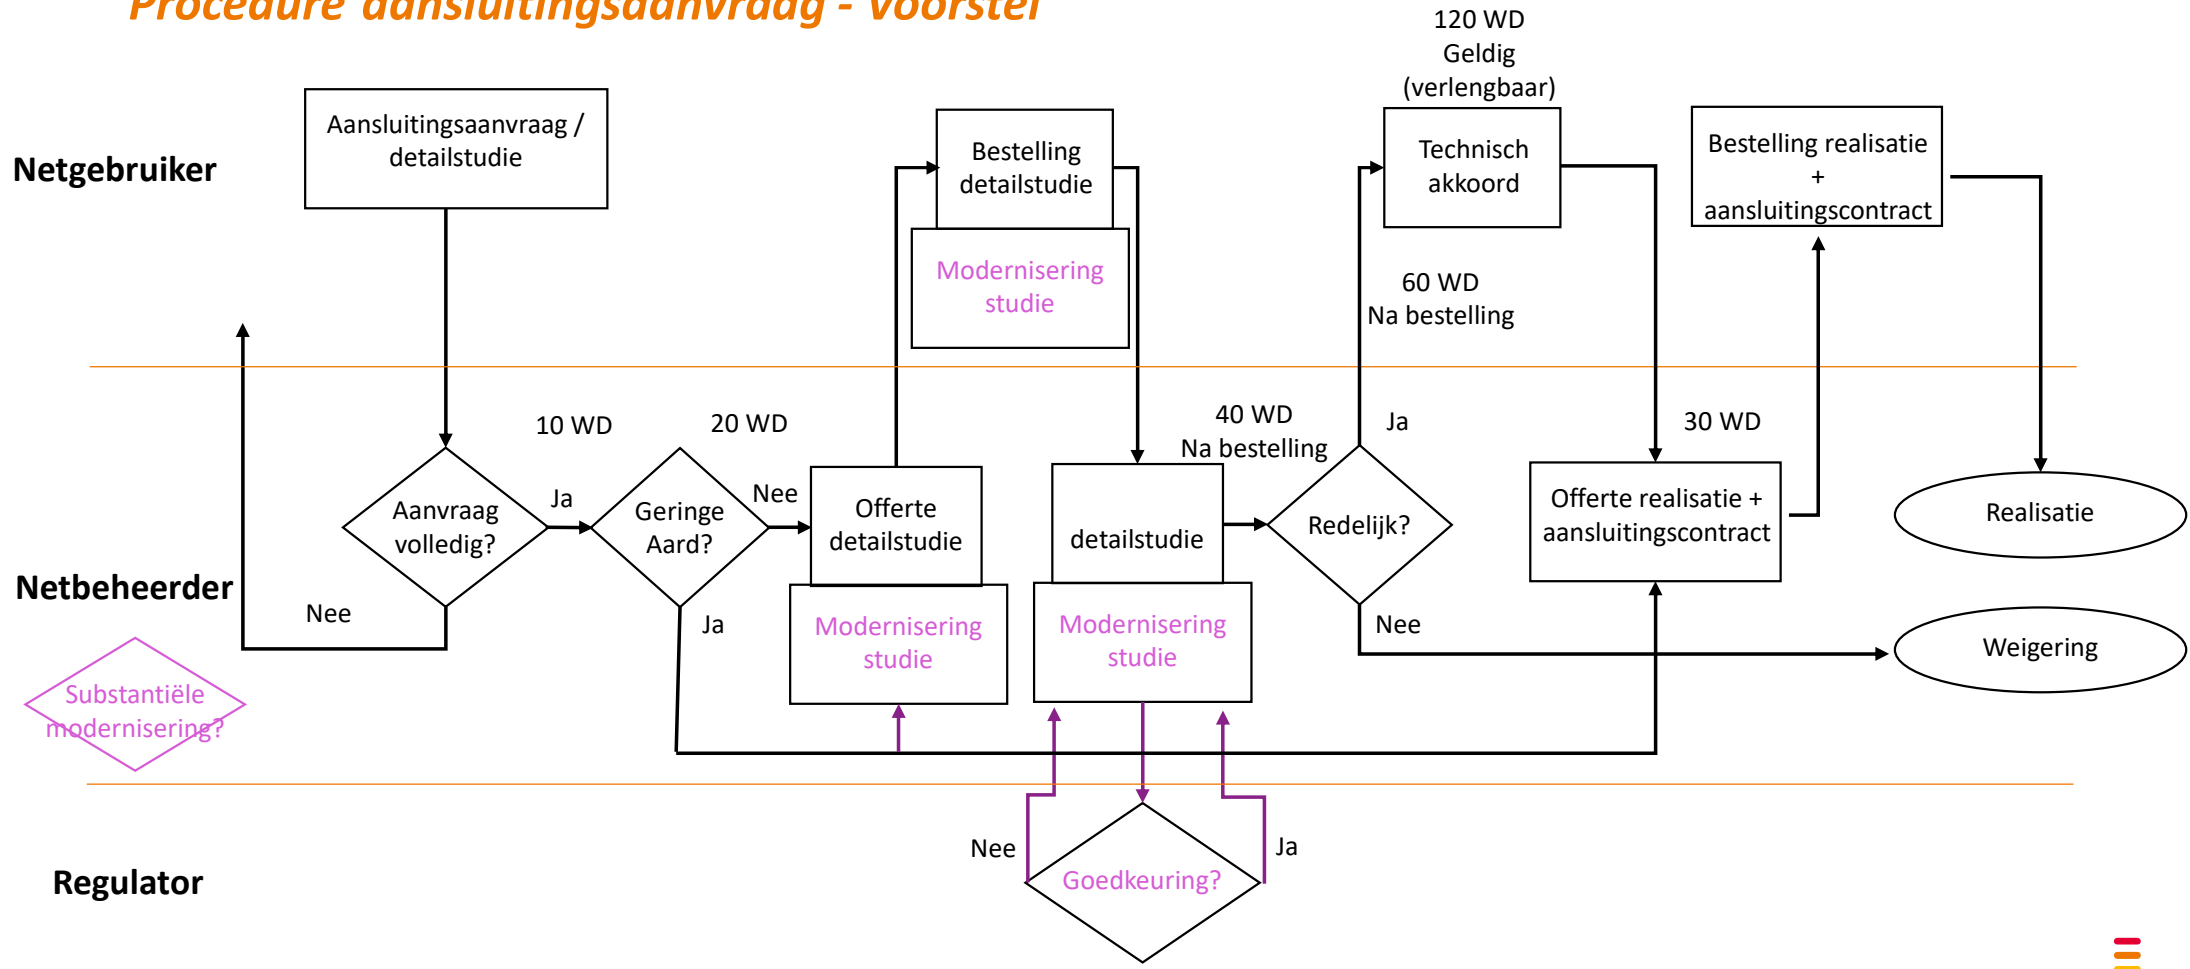 Procedure aansluitingsaanvraag - Voorstel
120 WD
Geldig
(verlengbaar)
Netgebruiker
Aansluitingsaanvraag /
detailstudie
Bestelling
detailstudie
Modernisering
studie
Technisch
akkoord
Bestelling realisatie
+
aansluitingscontract
60 WD
Na bestelling
Netbeheerder
10 WD
20 WD
40 WD
Na bestelling
Ja
30 WD
Aanvraag
volledig?
Ja
Geringe
Aard?
Nee
Offerte
detailstudie
detailstudie
Redelijk?
Offerte realisatie +
aansluitingscontract
Realisatie
Nee
Ja
Modernisering
studie
Modernisering
studie
Nee
Weigering
Substantiële
modernisering?
Regulator
Nee
Goedkeuring?
Ja